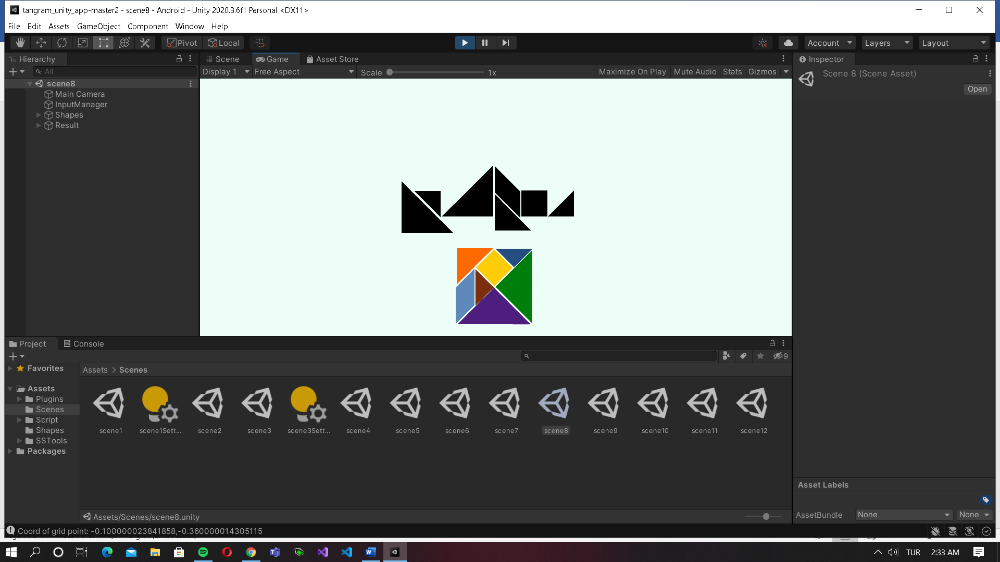 tangram_unity_app-master2 - scene8 - Android - Unity 2020.3.6f1 Personal <DX11>
File Edit Assets GameObject Component Window Help
Pivot Local Account Layers Layout
Hierarchy Scene Game Asset Store Inspector
All Display 1 Free Aspect Scale 1x Maximize On Play Mute Audio Stats Gizmos
Scene 8 (Scene Asset)
Open
scene8
Main Camera
InputManager
Shapes
Result
Project Console
9
Favorites
Assets > Scenes
Assets
Plugins
Scenes
Script
Shapes
SSTools
Packages
scene1 scene1Sett... scene2 scene3 scene3Sett... scene4 scene5 scene6 scene7 scene8 scene9 scene10 scene11 scene12
Asset Labels
Assets/Scenes/scene8.unity
AssetBundle None None
Coord of grid point: -0.100000023841858,-0.360000014305115
TUR 2:33 AM